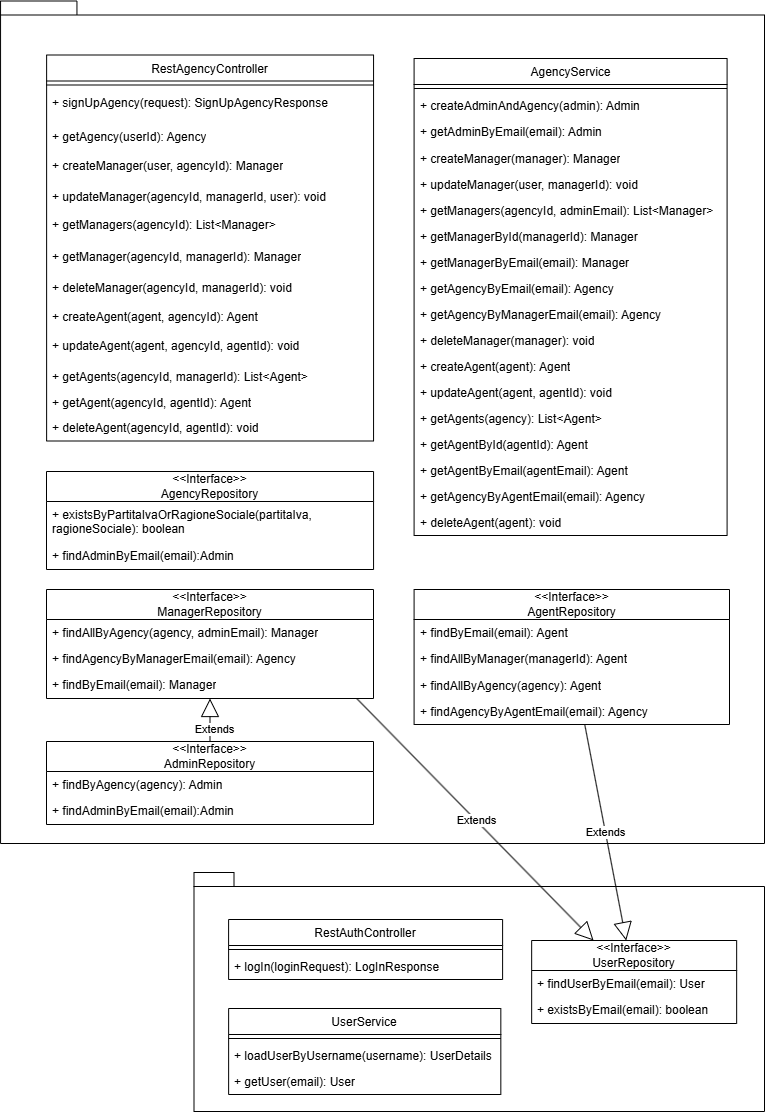 RestAgencyController
+ signUpAgency(request): SignUpAgencyResponse
+ getAgency(userId): Agency
+ createManager(user, agencyId): Manager
+ updateManager(agencyId, managerId, user): void
+ getManagers(agencyId): List<Manager>
+ getManager(agencyId, managerId): Manager
+ deleteManager(agencyId, managerId): void
+ createAgent(agent, agencyId): Agent
+ updateAgent(agent, agencyId, agentId): void
+ getAgents(agencyId, managerId): List<Agent>
+ getAgent(agencyId, agentId): Agent
+ deleteAgent(agencyId, agentId): void
AgencyService
+ createAdminAndAgency(admin): Admin
+ getAdminByEmail(email): Admin
+ createManager(manager): Manager
+ updateManager(user, managerId): void
+ getManagers(agencyId, adminEmail): List<Manager>
+ getManagerById(managerId): Manager
+ getManagerByEmail(email): Manager
+ getAgencyByEmail(email): Agency
+ getAgencyByManagerEmail(email): Agency
+ deleteManager(manager): void
+ createAgent(agent): Agent
+ updateAgent(agent, agentId): void
+ getAgents(agency): List<Agent>
+ getAgentById(agentId): Agent
+ getAgentByEmail(agentEmail): Agent
+ getAgencyByAgentEmail(email): Agency
+ deleteAgent(agent): void
<<Interface>>
AgencyRepository
+ existsByPartitaIvaOrRagioneSociale(partitaIva,
ragioneSociale): boolean
+ findAdminByEmail(email):Admin
<<Interface>>
ManagerRepository
+ findAllByAgency(agency, adminEmail): Manager
+ findAgencyByManagerEmail(email): Agency
+ findByEmail(email): Manager
<<Interface>>
AgentRepository
+ findByEmail(email): Agent
+ findAllByManager(managerId): Agent
+ findAllByAgency(agency): Agent
+ findAgencyByAgentEmail(email): Agency
Extends
<<Interface>>
AdminRepository
+ findByAgency(agency): Admin
+ findAdminByEmail(email):Admin
Extends
Extends
RestAuthController
+ logIn(loginRequest): LogInResponse
<<Interface>>
UserRepository
+ findUserByEmail(email): User
+ existsByEmail(email): boolean
UserService
+ loadUserByUsername(username): UserDetails
+ getUser(email): User